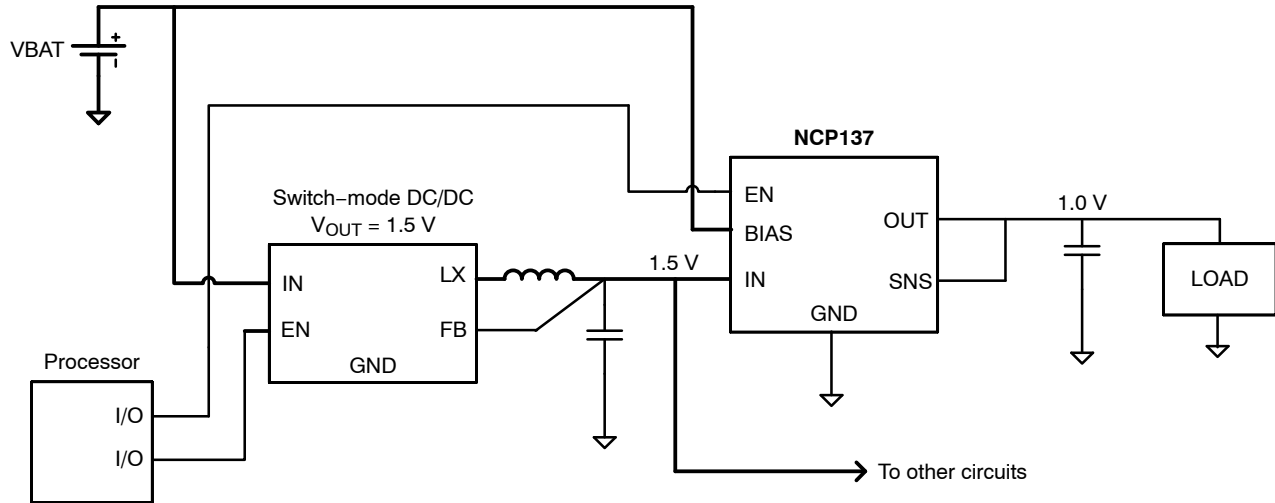 VBAT
+
NCP137
Switch−mode DC/DC
VOUT = 1.5 V
EN
BIAS
IN
GND
OUT
SNS
1.0 V
LOAD
IN
EN
LX
FB
GND
1.5 V
Processor
I/O
I/O
To other circuits